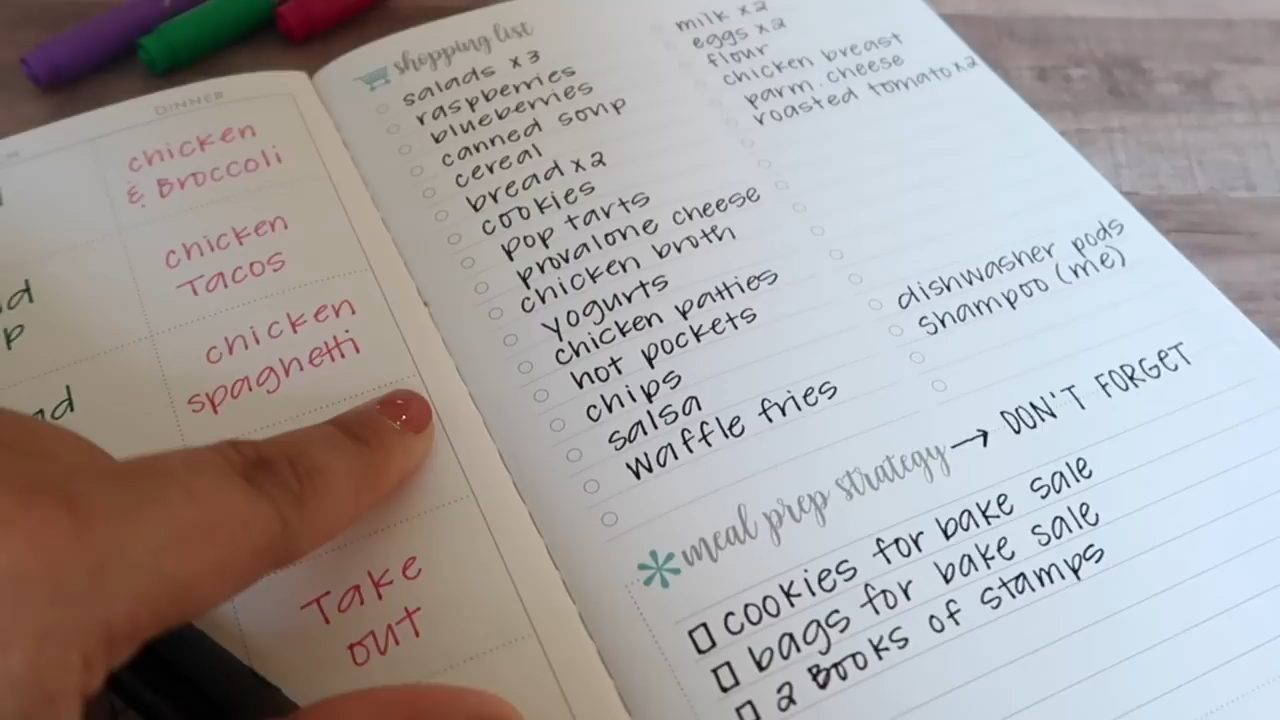 DINNER
chicken
& Broccoli
chicken
Tacos
chicken
spaghetti
Take
out
shopping list
salads x3
raspberries
blueberries
canned soup
cereal
bread x2
cookies
pop tarts
provalone cheese
chicken broth
yogurts
chicken patties
hot pockets
chips
salsa
waffle fries
milk x2
eggs x2
flour
chicken breast
parm. cheese
roasted tomato x2
dishwasher pods
shampoo (me)
meal prep strategy → DON'T FORGET
cookies for bake sale
bags for bake sale
2 Books of stamps